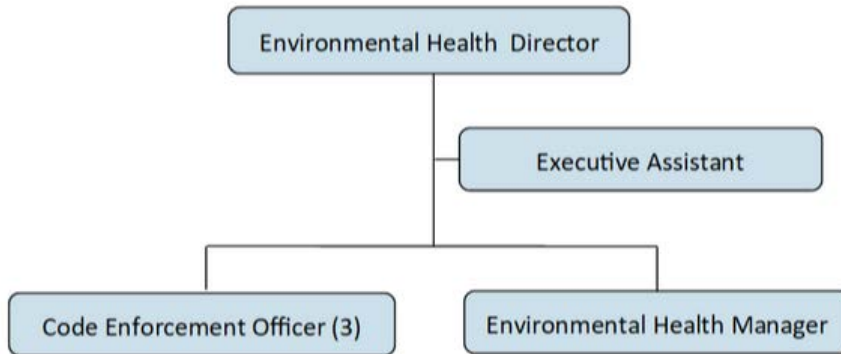 Environmental Health Director
Executive Assistant
Code Enforcement Officer (3)
Environmental Health Manager